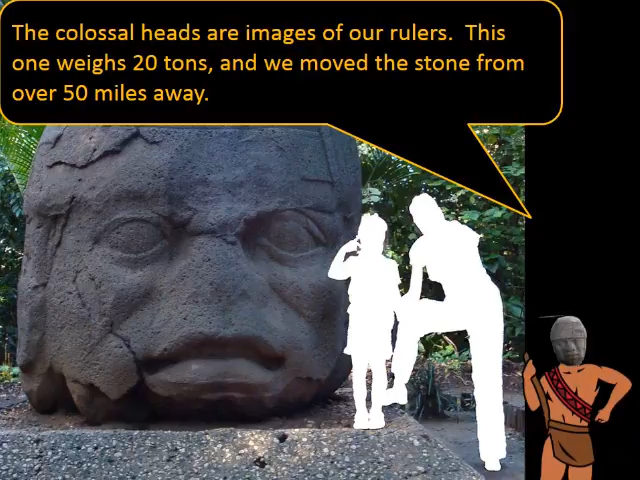 The colossal heads are images of our rulers.  This
one weighs 20 tons, and we moved the stone from
over 50 miles away.